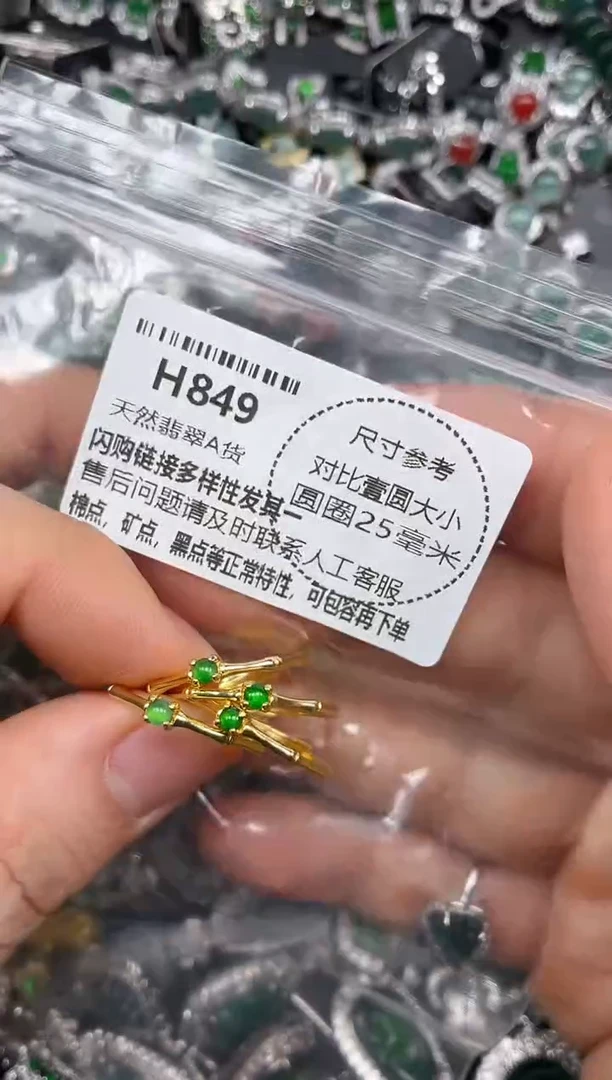 H849
天然翡翠A货
闪购链接多样性发其一
售后问题请及时联系人工客服
棉点，矿点，黑点等正常特性，可包容再下单
尺寸参考
对比壹圆大小
圆圈25毫米